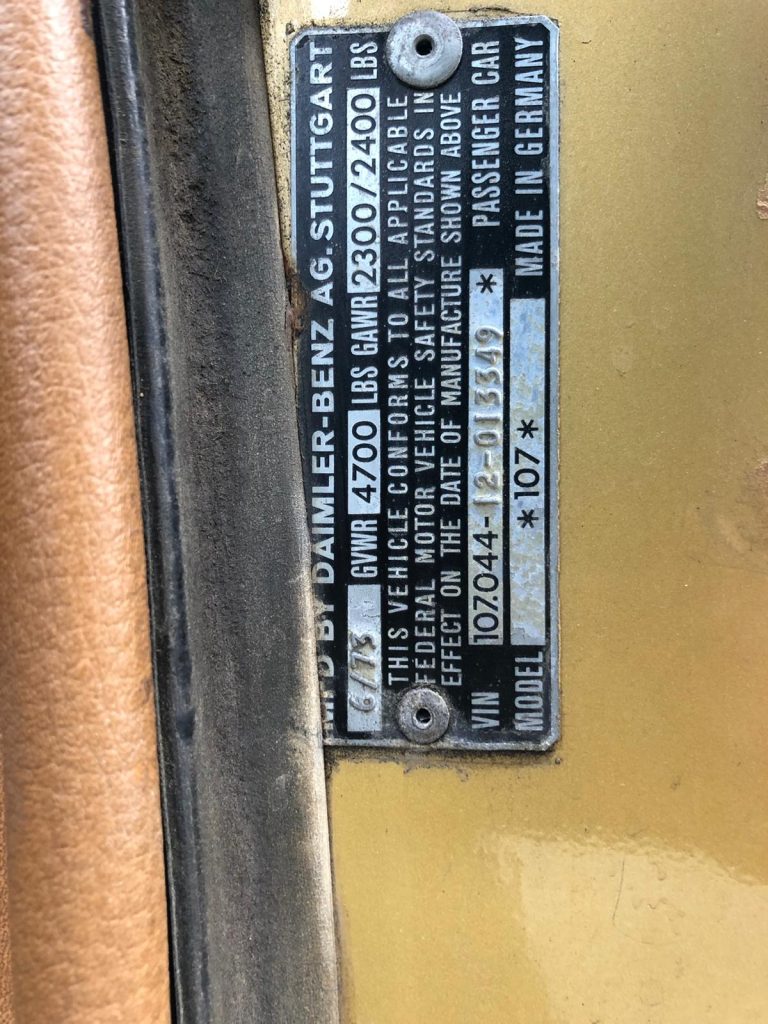 MFD BY DAIMLER-BENZ AG. STUTTGART
6/73 GVWR 4700 LBS GAWR 2300/2400 LBS
THIS VEHICLE CONFORMS TO ALL APPLICABLE
FEDERAL MOTOR VEHICLE SAFETY STANDARDS IN
EFFECT ON THE DATE OF MANUFACTURE SHOWN ABOVE
VIN 107.044-12-013349 * PASSENGER CAR
MODEL *107* MADE IN GERMANY